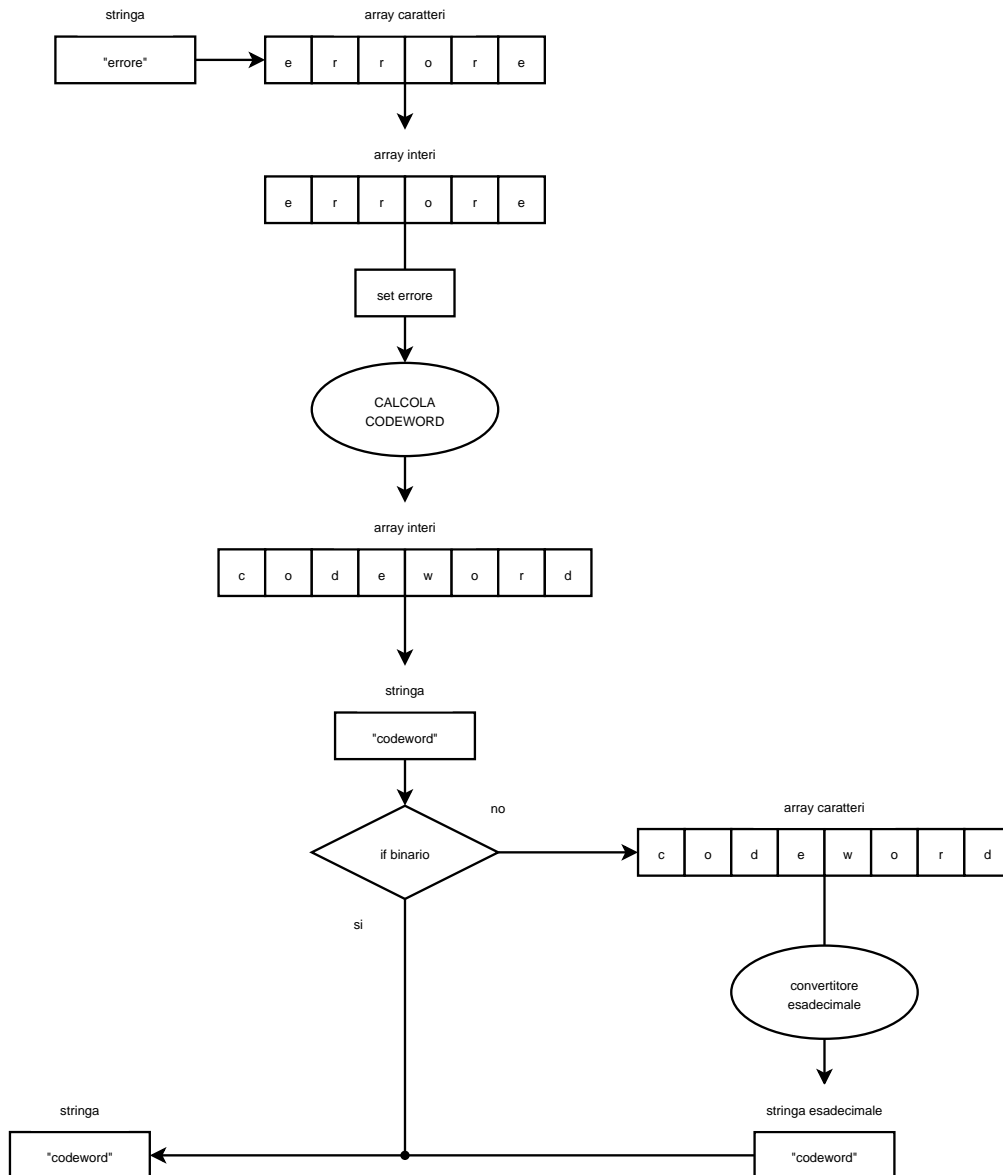 stringa
array caratteri
"errore"
e r r o r e
array interi
e r r o r e
set errore
CALCOLA
CODEWORD
array interi
c o d e w o r d
stringa
"codeword"
no
array caratteri
if binario
c o d e w o r d
si
convertitore
esadecimale
stringa
stringa esadecimale
"codeword"
"codeword"